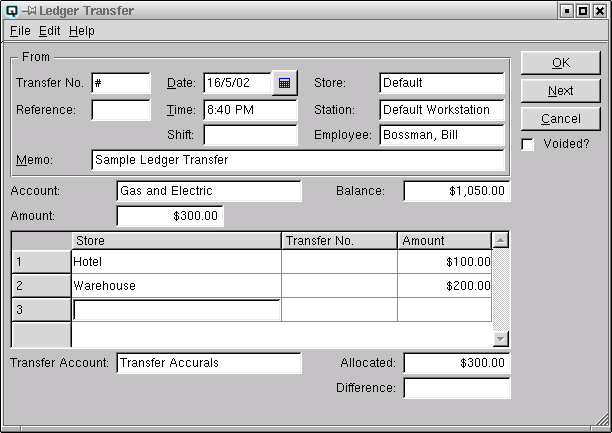 Ledger Transfer
File Edit Help
From
Transfer No. # Date: 16/5/02 Store: Default
Reference: Time: 8:40 PM Station: Default Workstation
Shift: Employee: Bossman, Bill
Memo: Sample Ledger Transfer
OK
Next
Cancel
Voided?
Account: Gas and Electric Balance: $1,050.00
Amount: $300.00
Store Transfer No. Amount
1 Hotel $100.00
2 Warehouse $200.00
3
Transfer Account: Transfer Accurals Allocated: $300.00
Difference: